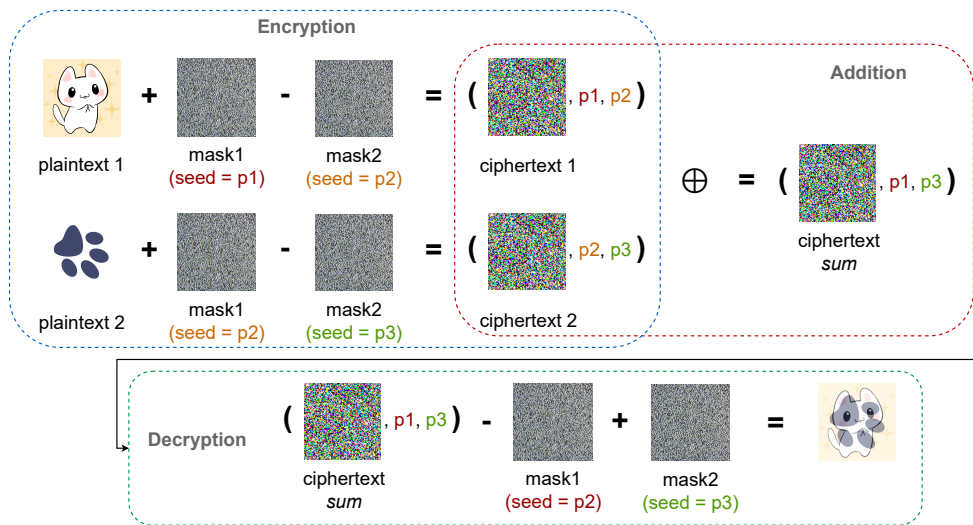 Encryption
Addition
+ - = ( , p1, p2)
plaintext 1
mask1
(seed = p1)
mask2
(seed = p2)
ciphertext 1
⊕ = ( , p1, p3)
ciphertext
sum
+ - = ( , p2, p3)
plaintext 2
mask1
(seed = p2)
mask2
(seed = p3)
ciphertext 2
Decryption
( , p1, p3) - + =
ciphertext
sum
mask1
(seed = p2)
mask2
(seed = p3)